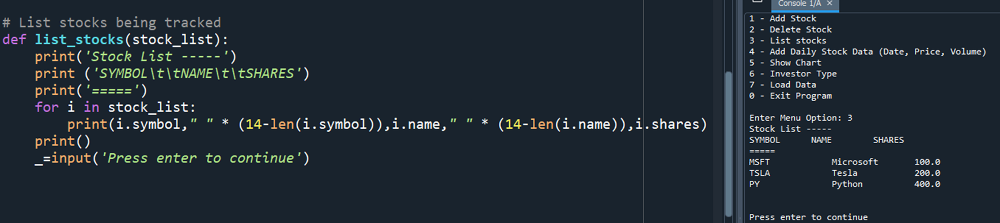 # List stocks being tracked
def list_stocks(stock_list):
    print('Stock List -----')
    print ('SYMBOL\t\tNAME\t\tSHARES')
    print('=====')
    for i in stock_list:
        print(i.symbol," " * (14-len(i.symbol)),i.name," " * (14-len(i.name)),i.shares)
    print()
    _=input('Press enter to continue')
Console 1/A ×
1 - Add Stock
2 - Delete Stock
3 - List stocks
4 - Add Daily Stock Data (Date, Price, Volume)
5 - Show Chart
6 - Investor Type
7 - Load Data
0 - Exit Program
Enter Menu Option: 3
Stock List -----
SYMBOL      NAME        SHARES
=====
MSFT            Microsoft       100.0
TSLA            Tesla           200.0
PY              Python          400.0
Press enter to continue